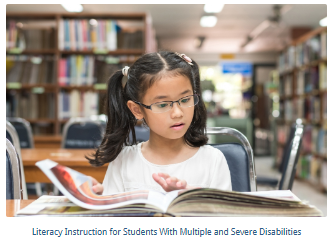 Literacy Instruction for Students With Multiple and Severe Disabilities